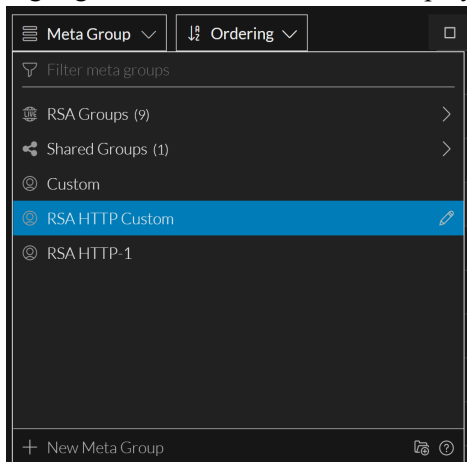 Meta Group Ordering
Filter meta groups
RSA Groups (9)
Shared Groups (1)
Custom
RSA HTTP Custom
RSA HTTP-1
New Meta Group